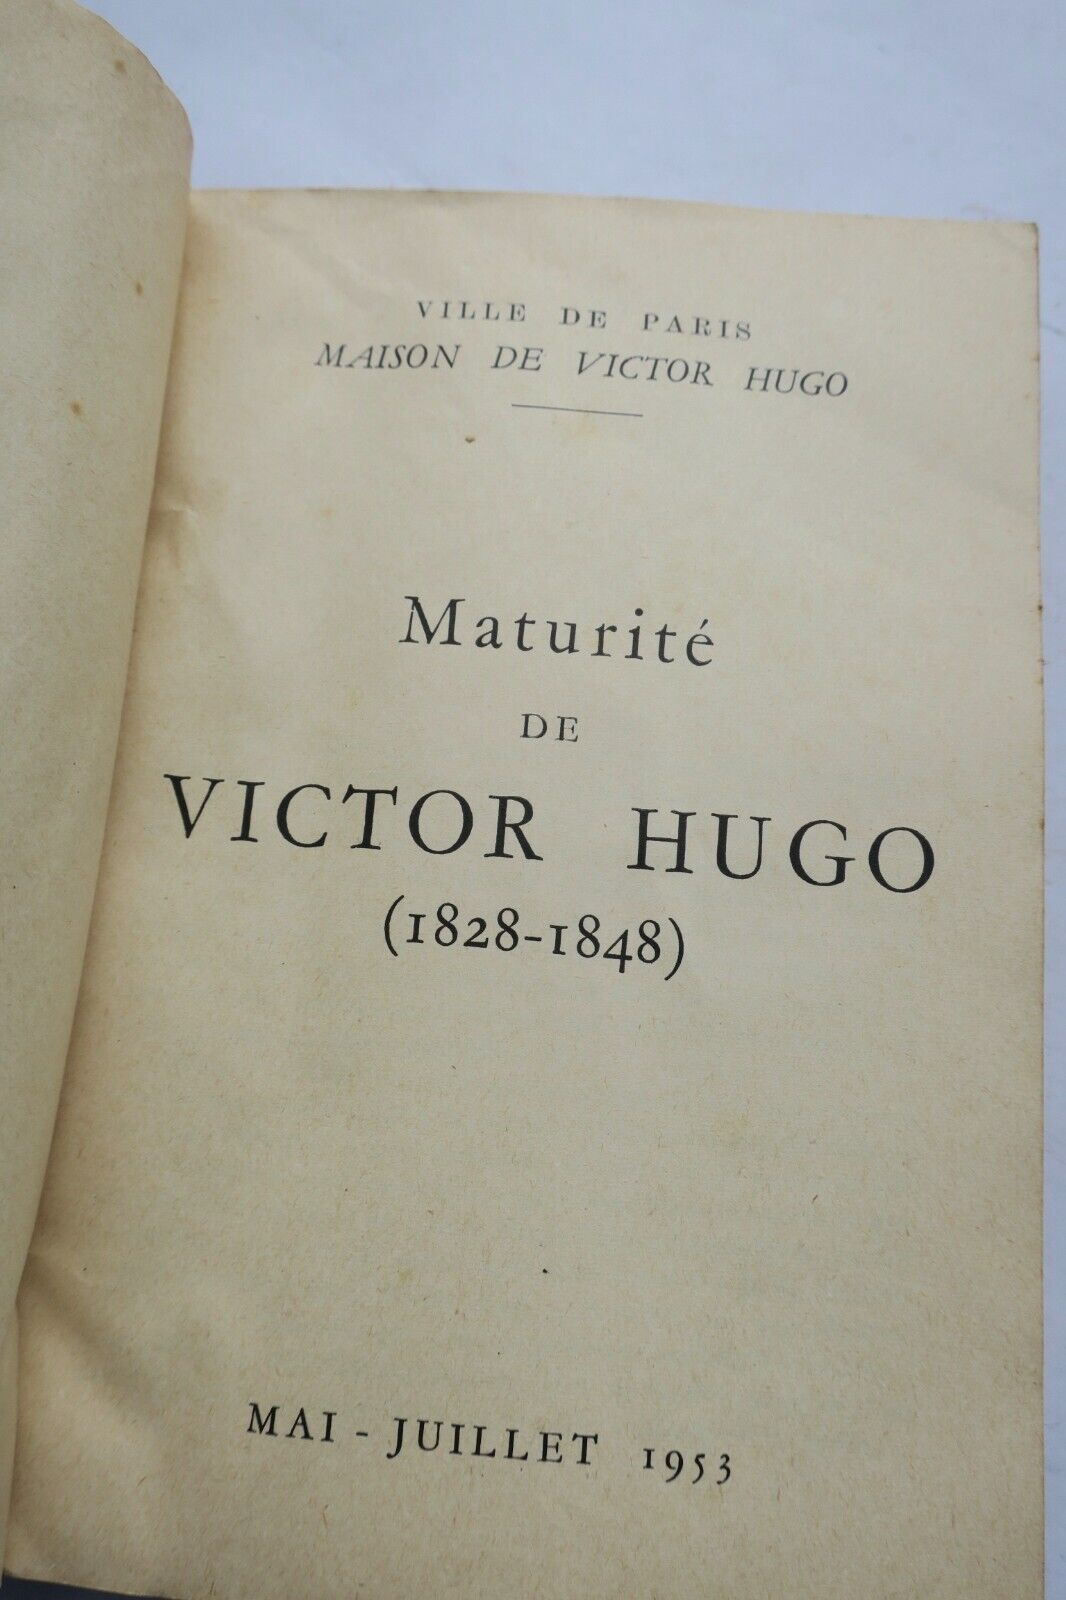 VILLE DE PARIS
MAISON DE VICTOR HUGO
Maturité
DE
VICTOR HUGO
(1828-1848)
MAI - JUILLET 1953